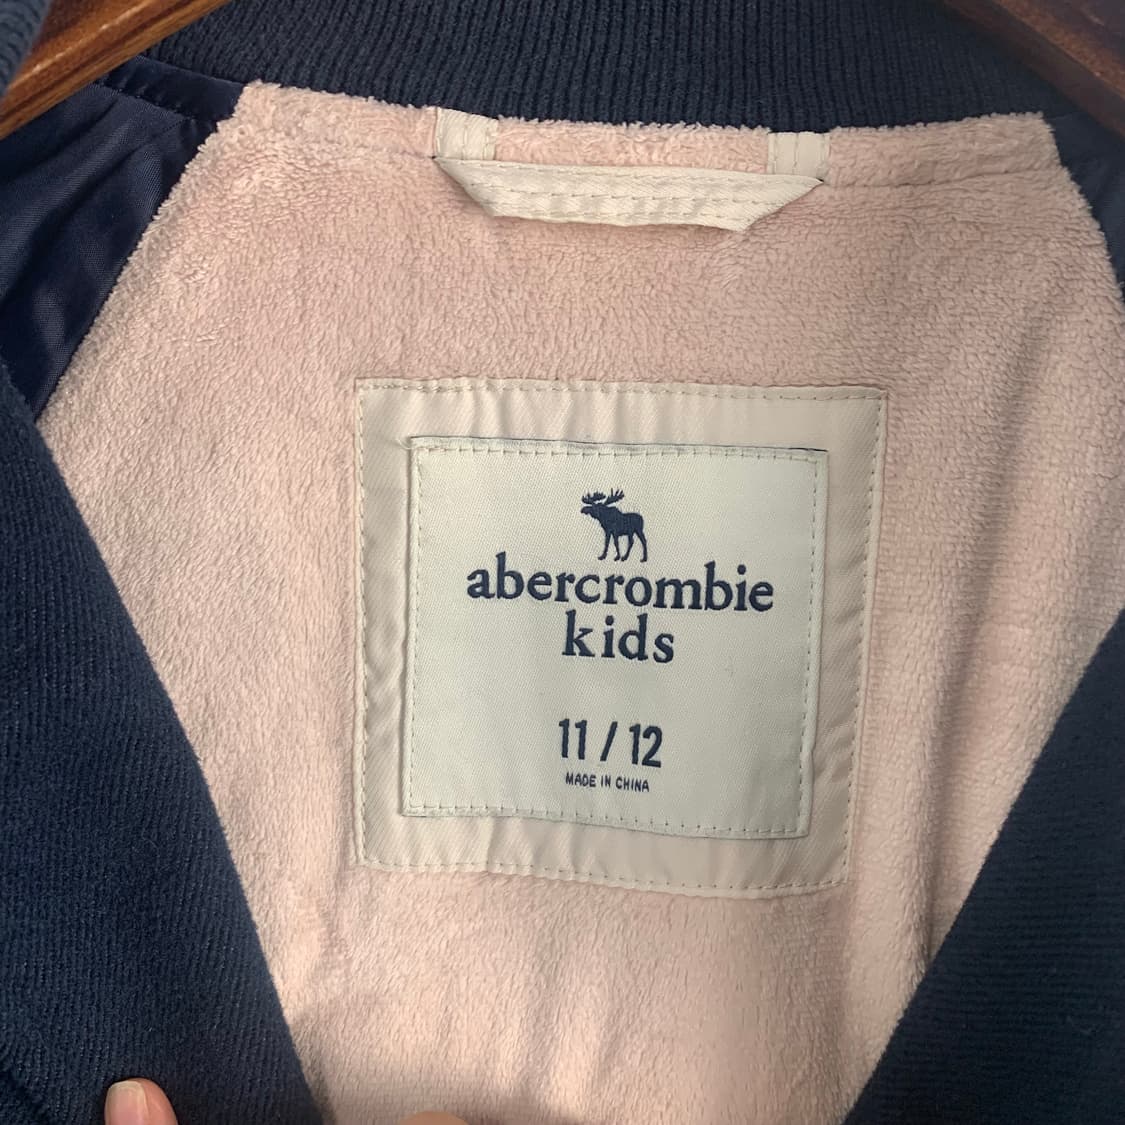 abercrombie
kids
11 / 12
MADE IN CHINA